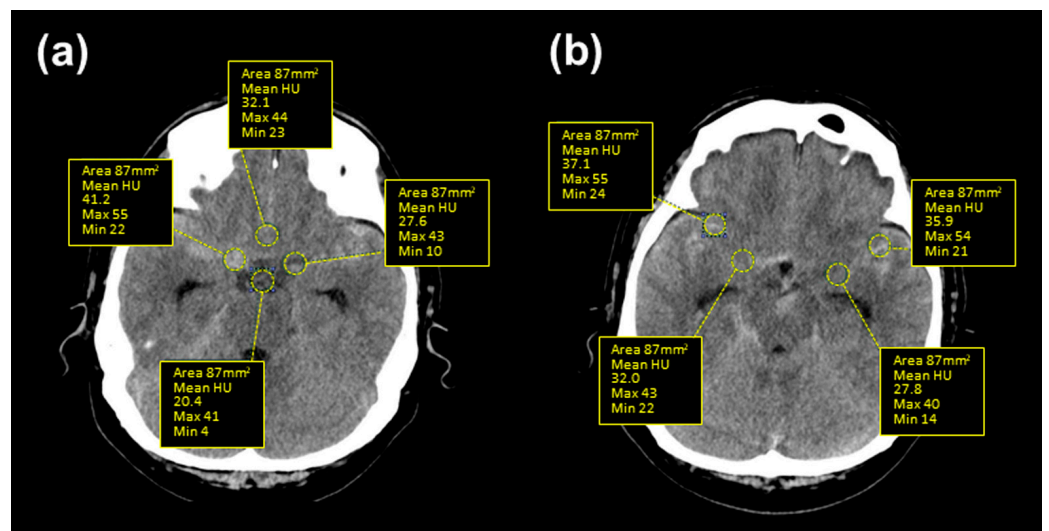 (a)
Area 87mm²
Mean HU
32.1
Max 44
Min 23
Area 87mm²
Mean HU
41.2
Max 55
Min 22
Area 87mm²
Mean HU
27.6
Max 43
Min 10
Area 87mm²
Mean HU
20.4
Max 41
Min 4
(b)
Area 87mm²
Mean HU
37.1
Max 55
Min 24
Area 87mm²
Mean HU
35.9
Max 54
Min 21
Area 87mm²
Mean HU
32.0
Max 43
Min 22
Area 87mm²
Mean HU
27.8
Max 40
Min 14